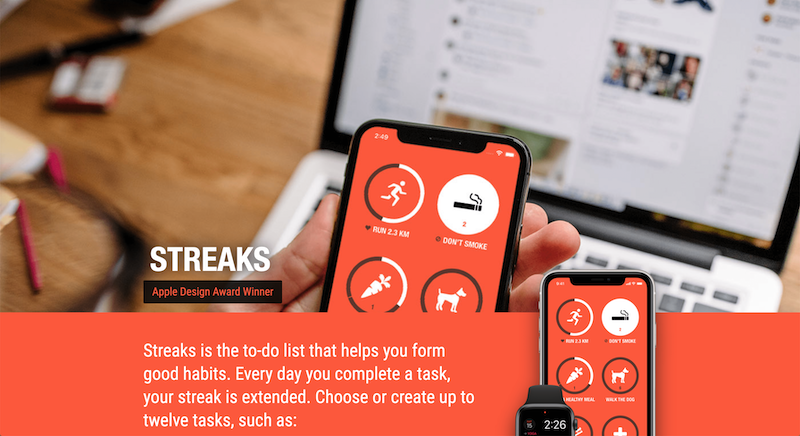 2:49
RUN 2.3 KM
2
DON'T SMOKE
STREAKS
Apple Design Award Winner
Streaks is the to-do list that helps you form
good habits. Every day you complete a task,
your streak is extended. Choose or create up to
twelve tasks, such as:
9:41
RUN 2.3 KM
DON'T SMOKE
HEALTHY MEAL
WALK THE DOG
2:26